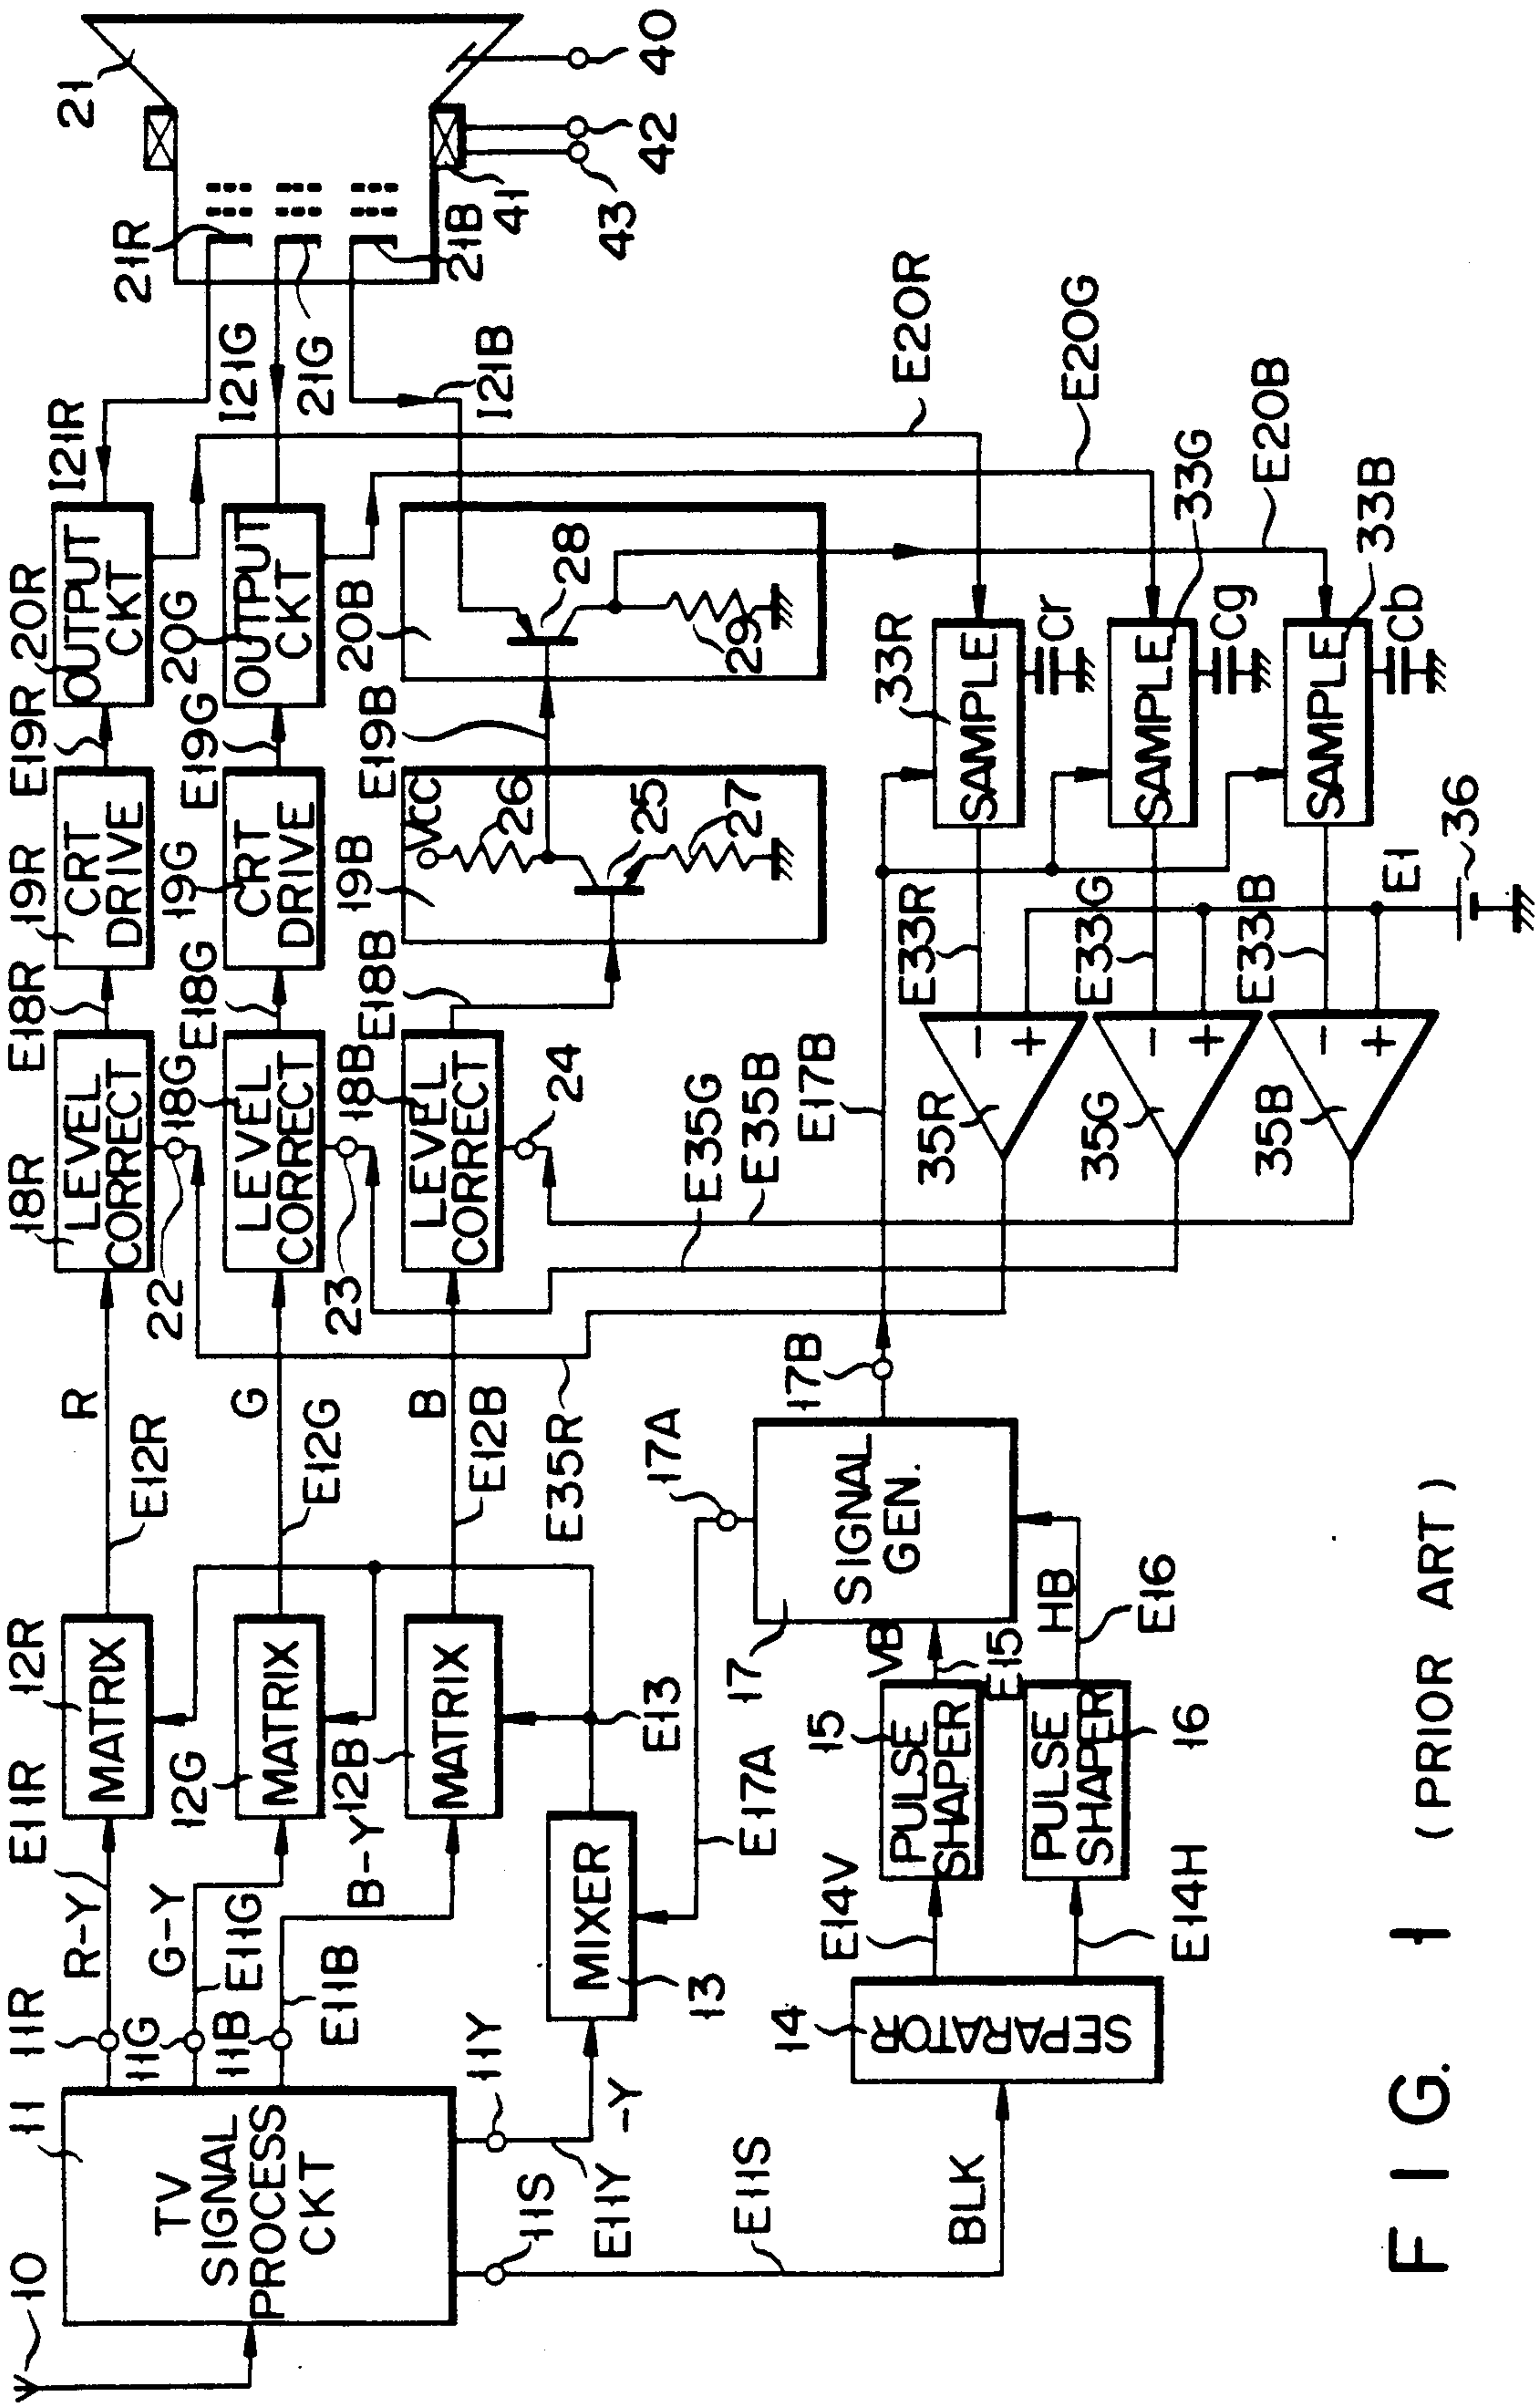 10
11
TV
SIGNAL
PROCESS
CKT
11R
11G
11B
11Y
11S
R-Y
E11R
G-Y
E11G
B-Y
E11B
E11Y
-Y
E11S
BLK
12R
MATRIX
12G
MATRIX
12B
MATRIX
MIXER
13
E13
R
E12R
G
E12G
B
E12B
E35R
14
SEPARATOR
E14V
E14H
15
PULSE
SHAPER
PULSE
SHAPER
16
VB
E15
HB
E16
17
SIGNAL
GEN.
17A
E17A
17B
E17B
18R
LEVEL
CORRECT
22
18G
LEVEL
CORRECT
23
18B
LEVEL
CORRECT
24
E35G
E35B
E18R
E18G
E18B
19R
CRT
DRIVE
19G
CRT
DRIVE
19B
VCC
26
25
27
E19R
E19G
E19B
20R
OUTPUT
CKT
20G
OUTPUT
CKT
20B
28
29
121R
121G
21G
121B
21R
21B
21
41
43
42
40
E20R
E20G
E20B
33R
SAMPLE
Cr
33G
SAMPLE
Cg
33B
SAMPLE
Cb
E33R
E33G
E33B
E1
36
35R
- +
35G
- +
35B
- +
FIG. 1 (PRIOR ART)